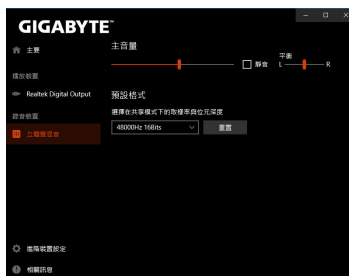 GIGABYTE™
主要
播放裝置
Realtek Digital Output
錄音裝置
立體聲混音
進階裝置設定
相關訊息
主音量
靜音
平衡
L R
預設格式
選擇在共享模式下的取樣率與位元深度
48000Hz 16Bits
重置